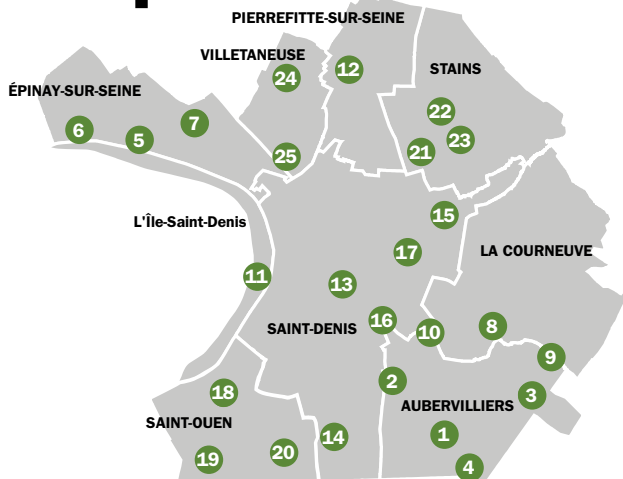 PIERREFITTE-SUR-SEINE
VILLETANEUSE
12
STAINS
24
ÉPINAY-SUR-SEINE
22
7
6
5
23
21
25
15
L'Île-Saint-Denis
17
LA COURNEUVE
11
13
16
SAINT-DENIS
10
8
9
2
18
3
AUBERVILLIERS
SAINT-OUEN
14
1
20
19
4